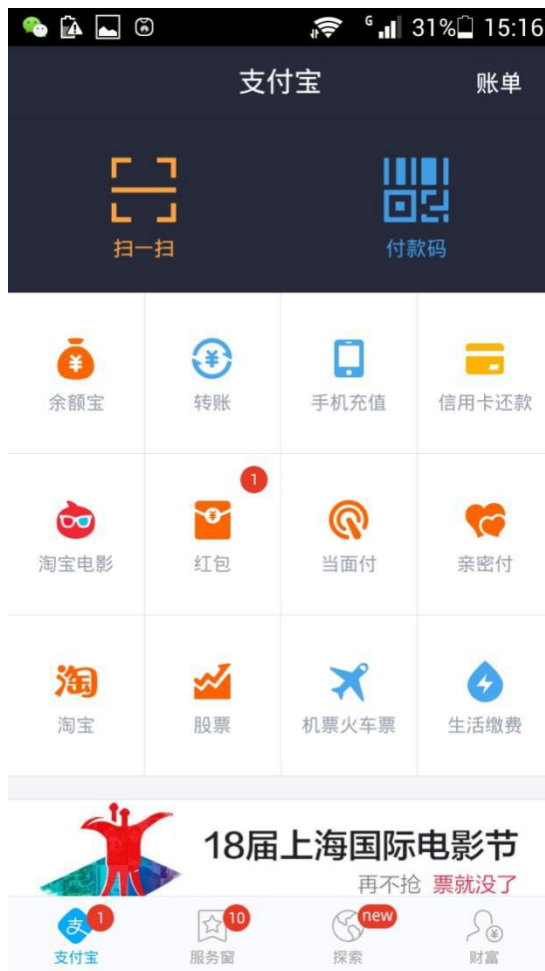 G 31% 15:16
支付宝 账单
扫一扫 付款码
余额宝 转账 手机充值 信用卡还款
1
淘宝电影 红包 当面付 亲密付
淘
淘宝 股票 机票火车票 生活缴费
18届上海国际电影节
再不抢 票就没了
支 1 10 new
支付宝 服务窗 探索 财富